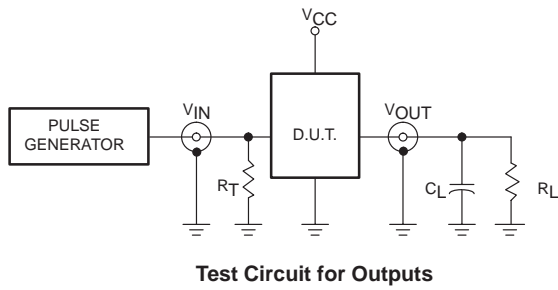 VCC
PULSE
GENERATOR
VIN
D.U.T.
VOUT
RT
CL
RL
Test Circuit for Outputs